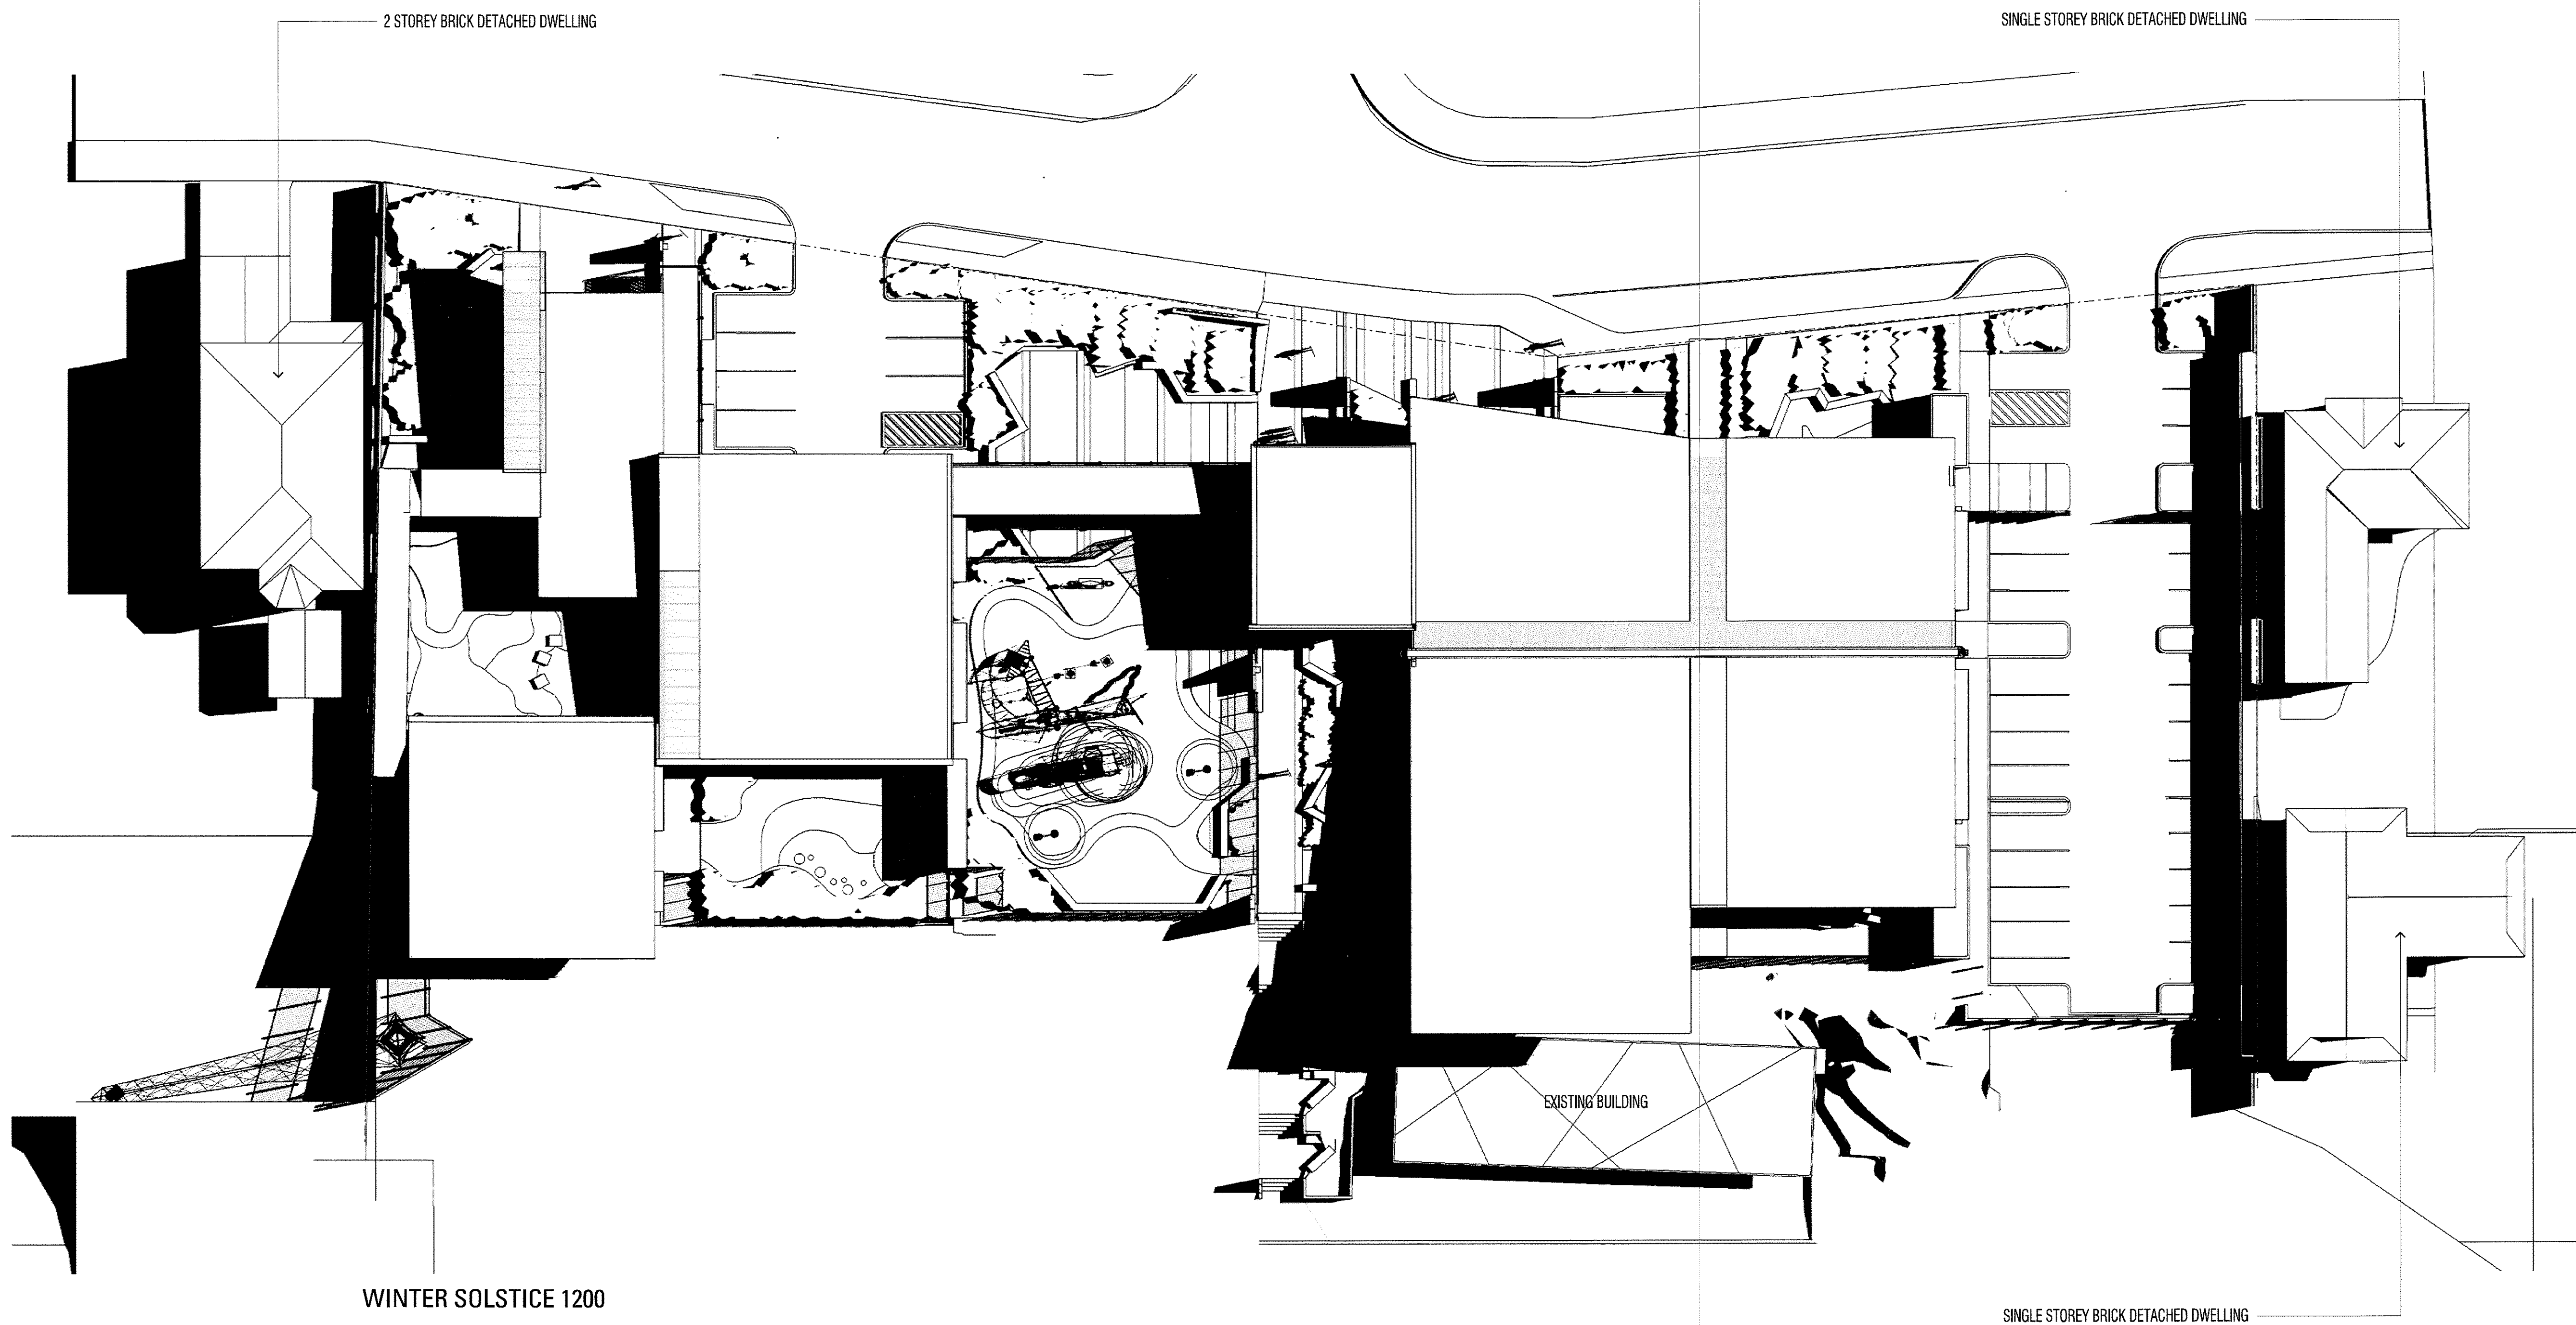 2 STOREY BRICK DETACHED DWELLING
SINGLE STOREY BRICK DETACHED DWELLING
EXISTING BUILDING
WINTER SOLSTICE 1200
SINGLE STOREY BRICK DETACHED DWELLING